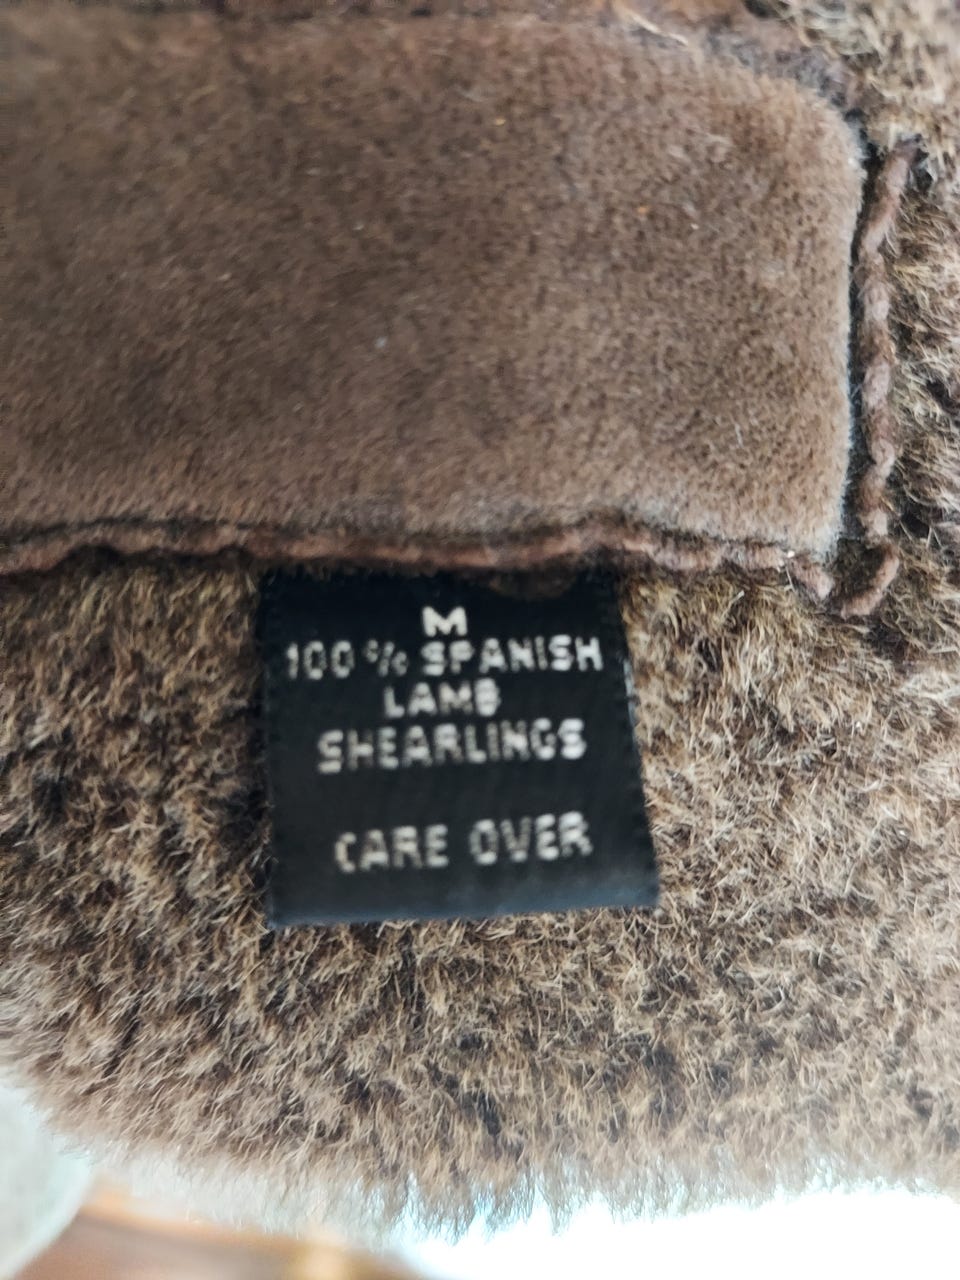 M
100% SPANISH
LAMB
SHEARLINGS
CARE OVER